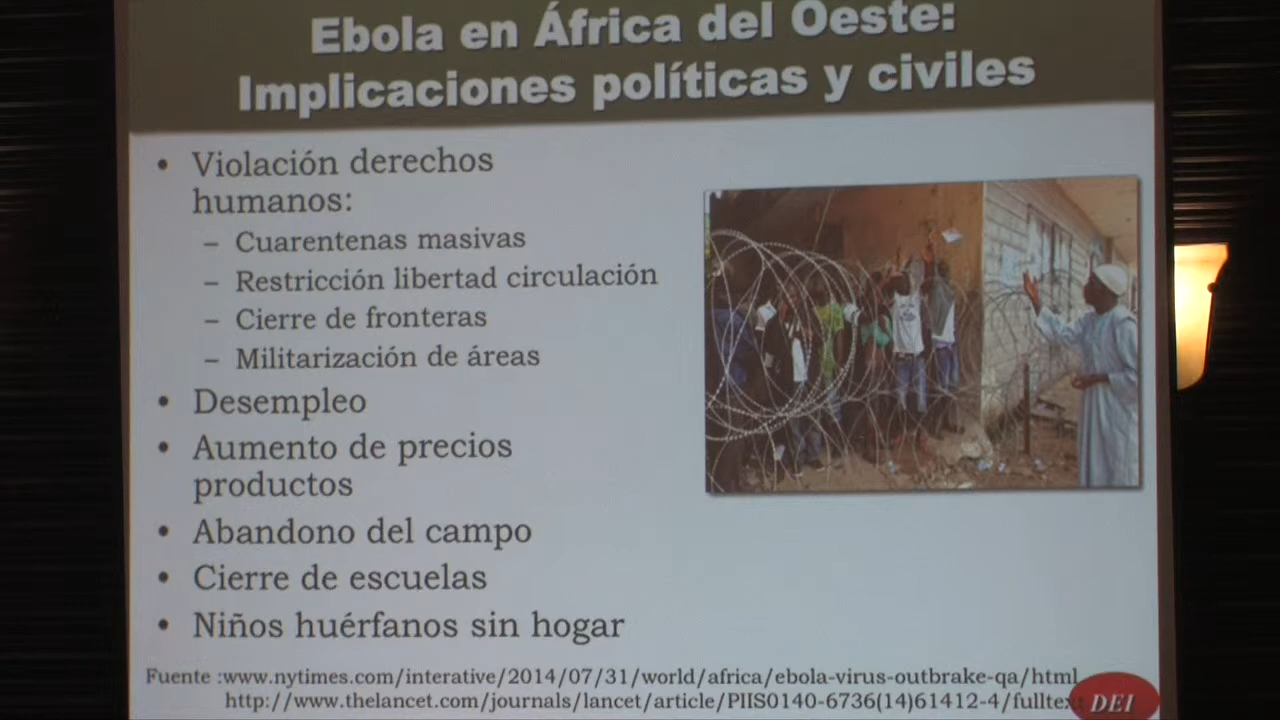 Ebola en África del Oeste:
Implicaciones políticas y civiles
• Violación derechos
humanos:
– Cuarentenas masivas
– Restricción libertad circulación
– Cierre de fronteras
– Militarización de áreas
• Desempleo
• Aumento de precios
productos
• Abandono del campo
• Cierre de escuelas
• Niños huérfanos sin hogar
Fuente :www.nytimes.com/interative/2014/07/31/world/africa/ebola-virus-outbrake-qa/html
http://www.thelancet.com/journals/lancet/article/PIIS0140-6736(14)61412-4/fulltext
DEI